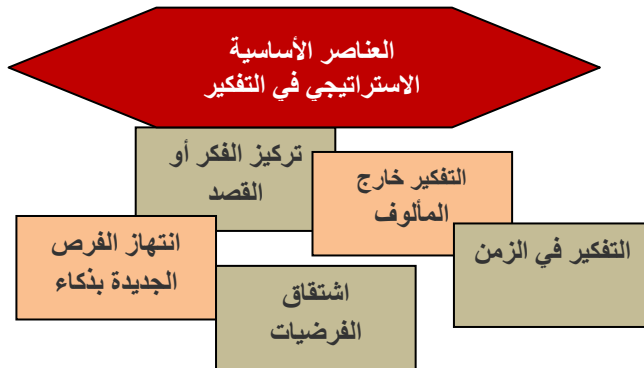 العناصر الأساسية
الاستراتيجي في التفكير
تركيز الفكر أو
القصد
التفكير خارج
المألوف
التفكير في الزمن
انتهاز الفرص
الجديدة بذكاء
اشتقاق
الفرضيات